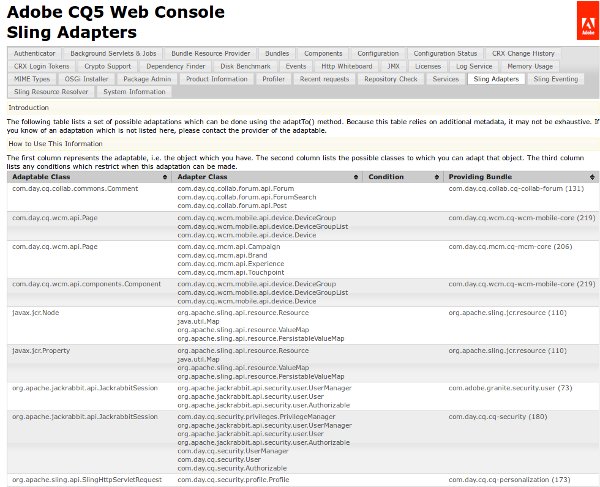 Adobe CQ5 Web Console
Sling Adapters
Adobe
Authenticator Background Servlets & Jobs Bundle Resource Provider Bundles Components Configuration Configuration Status CRX Change History
CRX Login Tokens Crypto Support Dependency Finder Disk Benchmark Events Http Whiteboard JMX Licenses Log Service Memory Usage
MIME Types OSGi Installer Package Admin Product Information Profiler Recent requests Repository Check Services Sling Adapters Sling Eventing
Sling Resource Resolver System Information
Introduction
The following table lists a set of possible adaptations which can be done using the adaptTo() method. Because this table relies on additional metadata, it may not be exhaustive. If
you know of an adaptation which is not listed here, please contact the provider of the adaptable.
How to Use This Information
The first column represents the adaptable, i.e. the object which you have. The second column lists the possible classes to which you can adapt that object. The third column
lists any conditions which restrict when this adaptation can be made.
Adaptable Class Adapter Class Condition Providing Bundle
com.day.cq.collab.commons.Comment com.day.cq.collab.forum.api.Forum com.day.cq.collab.cq-collab-forum (131)
com.day.cq.collab.forum.api.ForumSearch
com.day.cq.collab.forum.api.Post
com.day.cq.wcm.api.Page com.day.cq.wcm.mobile.api.device.DeviceGroup com.day.cq.wcm.cq-wcm-mobile-core (219)
com.day.cq.wcm.mobile.api.device.DeviceGroupList
com.day.cq.wcm.mobile.api.device.Device
com.day.cq.wcm.api.Page com.day.cq.mcm.api.Campaign com.day.cq.mcm.cq-mcm-core (206)
com.day.cq.mcm.api.Brand
com.day.cq.mcm.api.Experience
com.day.cq.mcm.api.Touchpoint
com.day.cq.wcm.api.components.Component com.day.cq.wcm.mobile.api.device.DeviceGroup com.day.cq.wcm.cq-wcm-mobile-core (219)
com.day.cq.wcm.mobile.api.device.DeviceGroupList
com.day.cq.wcm.mobile.api.device.Device
javax.jcr.Node org.apache.sling.api.resource.Resource org.apache.sling.jcr.resource (110)
java.util.Map
org.apache.sling.api.resource.ValueMap
org.apache.sling.api.resource.PersistableValueMap
javax.jcr.Property org.apache.sling.api.resource.Resource org.apache.sling.jcr.resource (110)
java.util.Map
org.apache.sling.api.resource.ValueMap
org.apache.sling.api.resource.PersistableValueMap
org.apache.jackrabbit.api.JackrabbitSession org.apache.jackrabbit.api.security.user.UserManager com.adobe.granite.security.user (73)
org.apache.jackrabbit.api.security.user.User
org.apache.jackrabbit.api.security.user.Authorizable
org.apache.jackrabbit.api.JackrabbitSession com.day.cq.security.privileges.PrivilegeManager com.day.cq.cq-security (180)
org.apache.jackrabbit.api.security.user.UserManager
org.apache.jackrabbit.api.security.user.User
org.apache.jackrabbit.api.security.user.Authorizable
com.day.cq.security.UserManager
com.day.cq.security.User
com.day.cq.security.Authorizable
org.apache.sling.api.SlingHttpServletRequest com.day.cq.security.profile.Profile com.day.cq.cq-personalization (173)